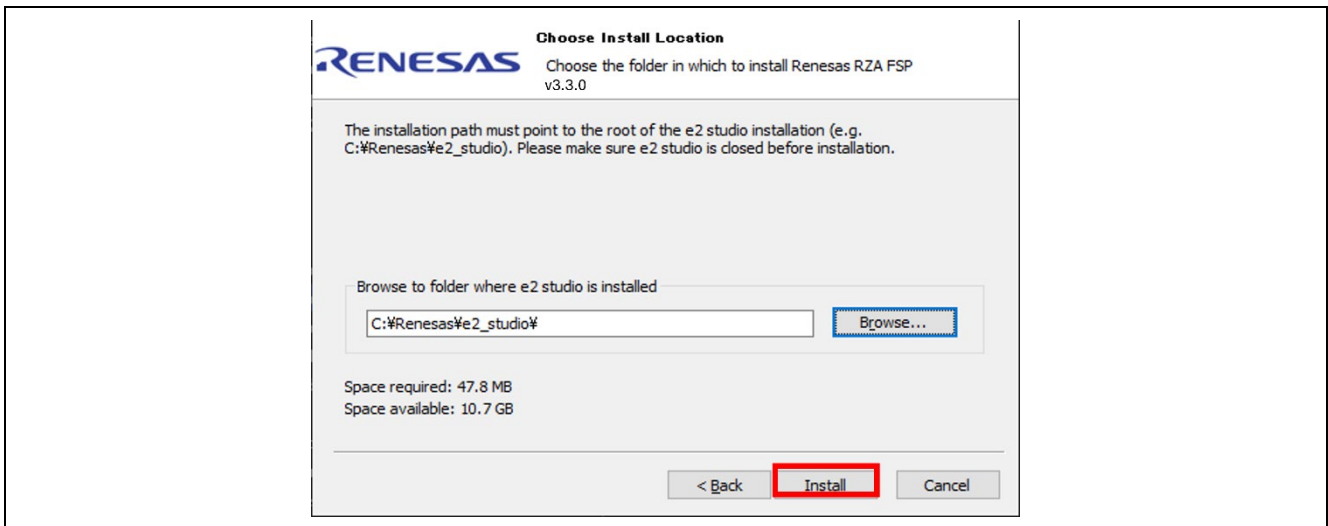 Choose Install Location
RENESAS
Choose the folder in which to install Renesas RZA FSP
v3.3.0
The installation path must point to the root of the e2 studio installation (e.g.
C:¥Renesas¥e2_studio). Please make sure e2 studio is closed before installation.
Browse to folder where e2 studio is installed
C:¥Renesas¥e2_studio¥
Browse...
Space required: 47.8 MB
Space available: 10.7 GB
< Back
Install
Cancel